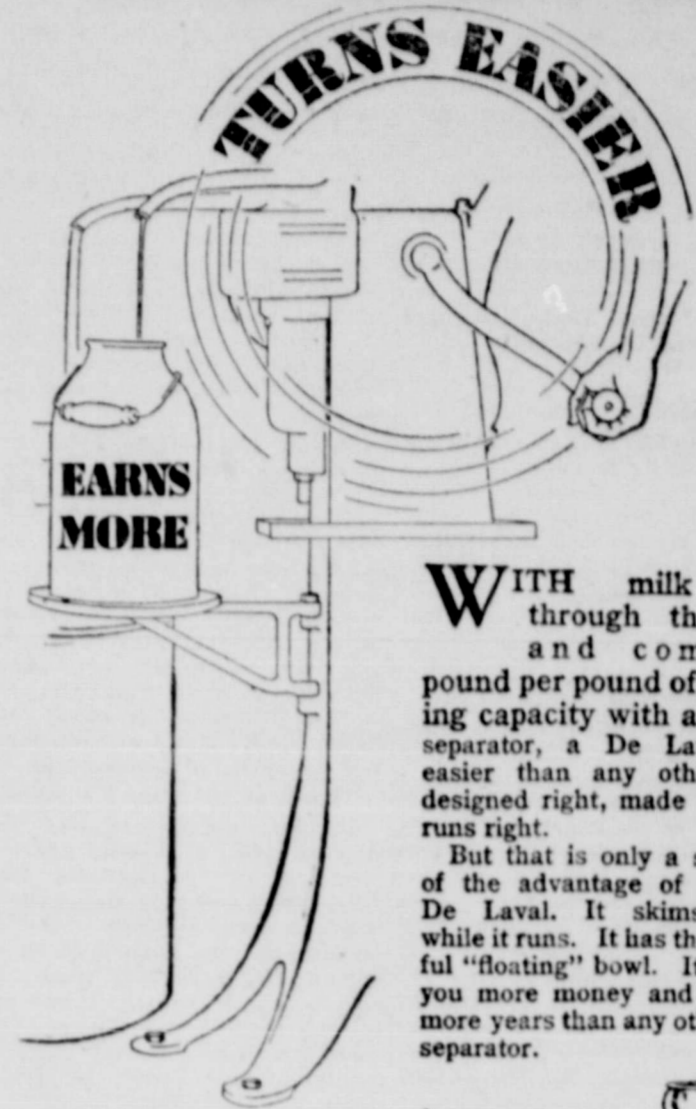 TURNS EASIER
EARNS
MORE
WITH milk
through th
and com
pound per pound of
ing capacity with a
separator, a De La
easier than any oth
designed right, made
runs right.
But that is only a s
of the advantage of
De Laval. It skims
while it runs. It has th
ful "floating" bowl. It
you more money and
more years than any ot
separator.